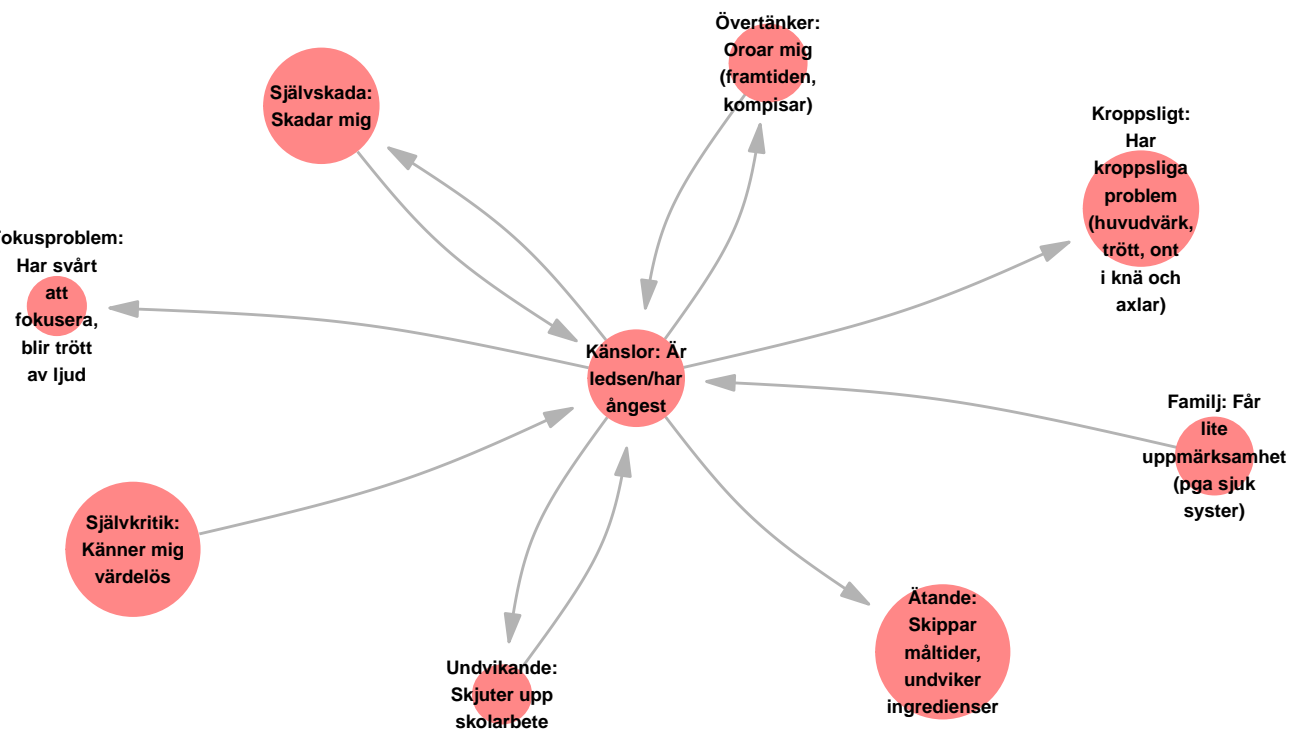 Övertänker:
Oroar mig
(framtiden,
kompisar)
Självskada:
Skadar mig
Kroppsligt:
Har
kroppsliga
problem
(huvudvärk,
trött, ont
i knä och
axlar)
okusproblem:
Har svårt
att
fokusera,
blir trött
av ljud
Känslor: Är
ledsen/har
ångest
Familj: Får
lite
uppmärksamhet
(pga sjuk
syster)
Självkritik:
Känner mig
värdelös
Ätande:
Skippar
måltider,
undviker
ingredienser
Undvikande:
Skjuter upp
skolarbete